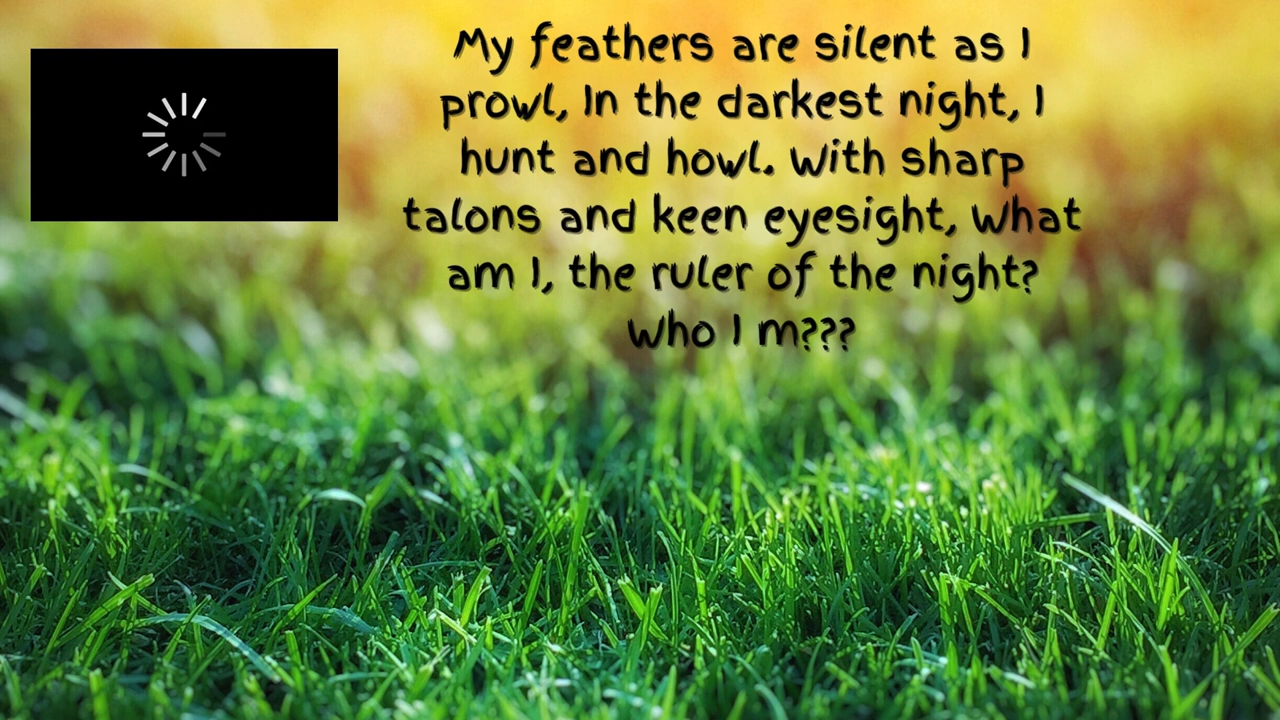 My feathers are silent as I
prowl, In the darkest night, I
hunt and howl. With sharp
talons and keen eyesight, What
am I, the ruler of the night?
Who I m???